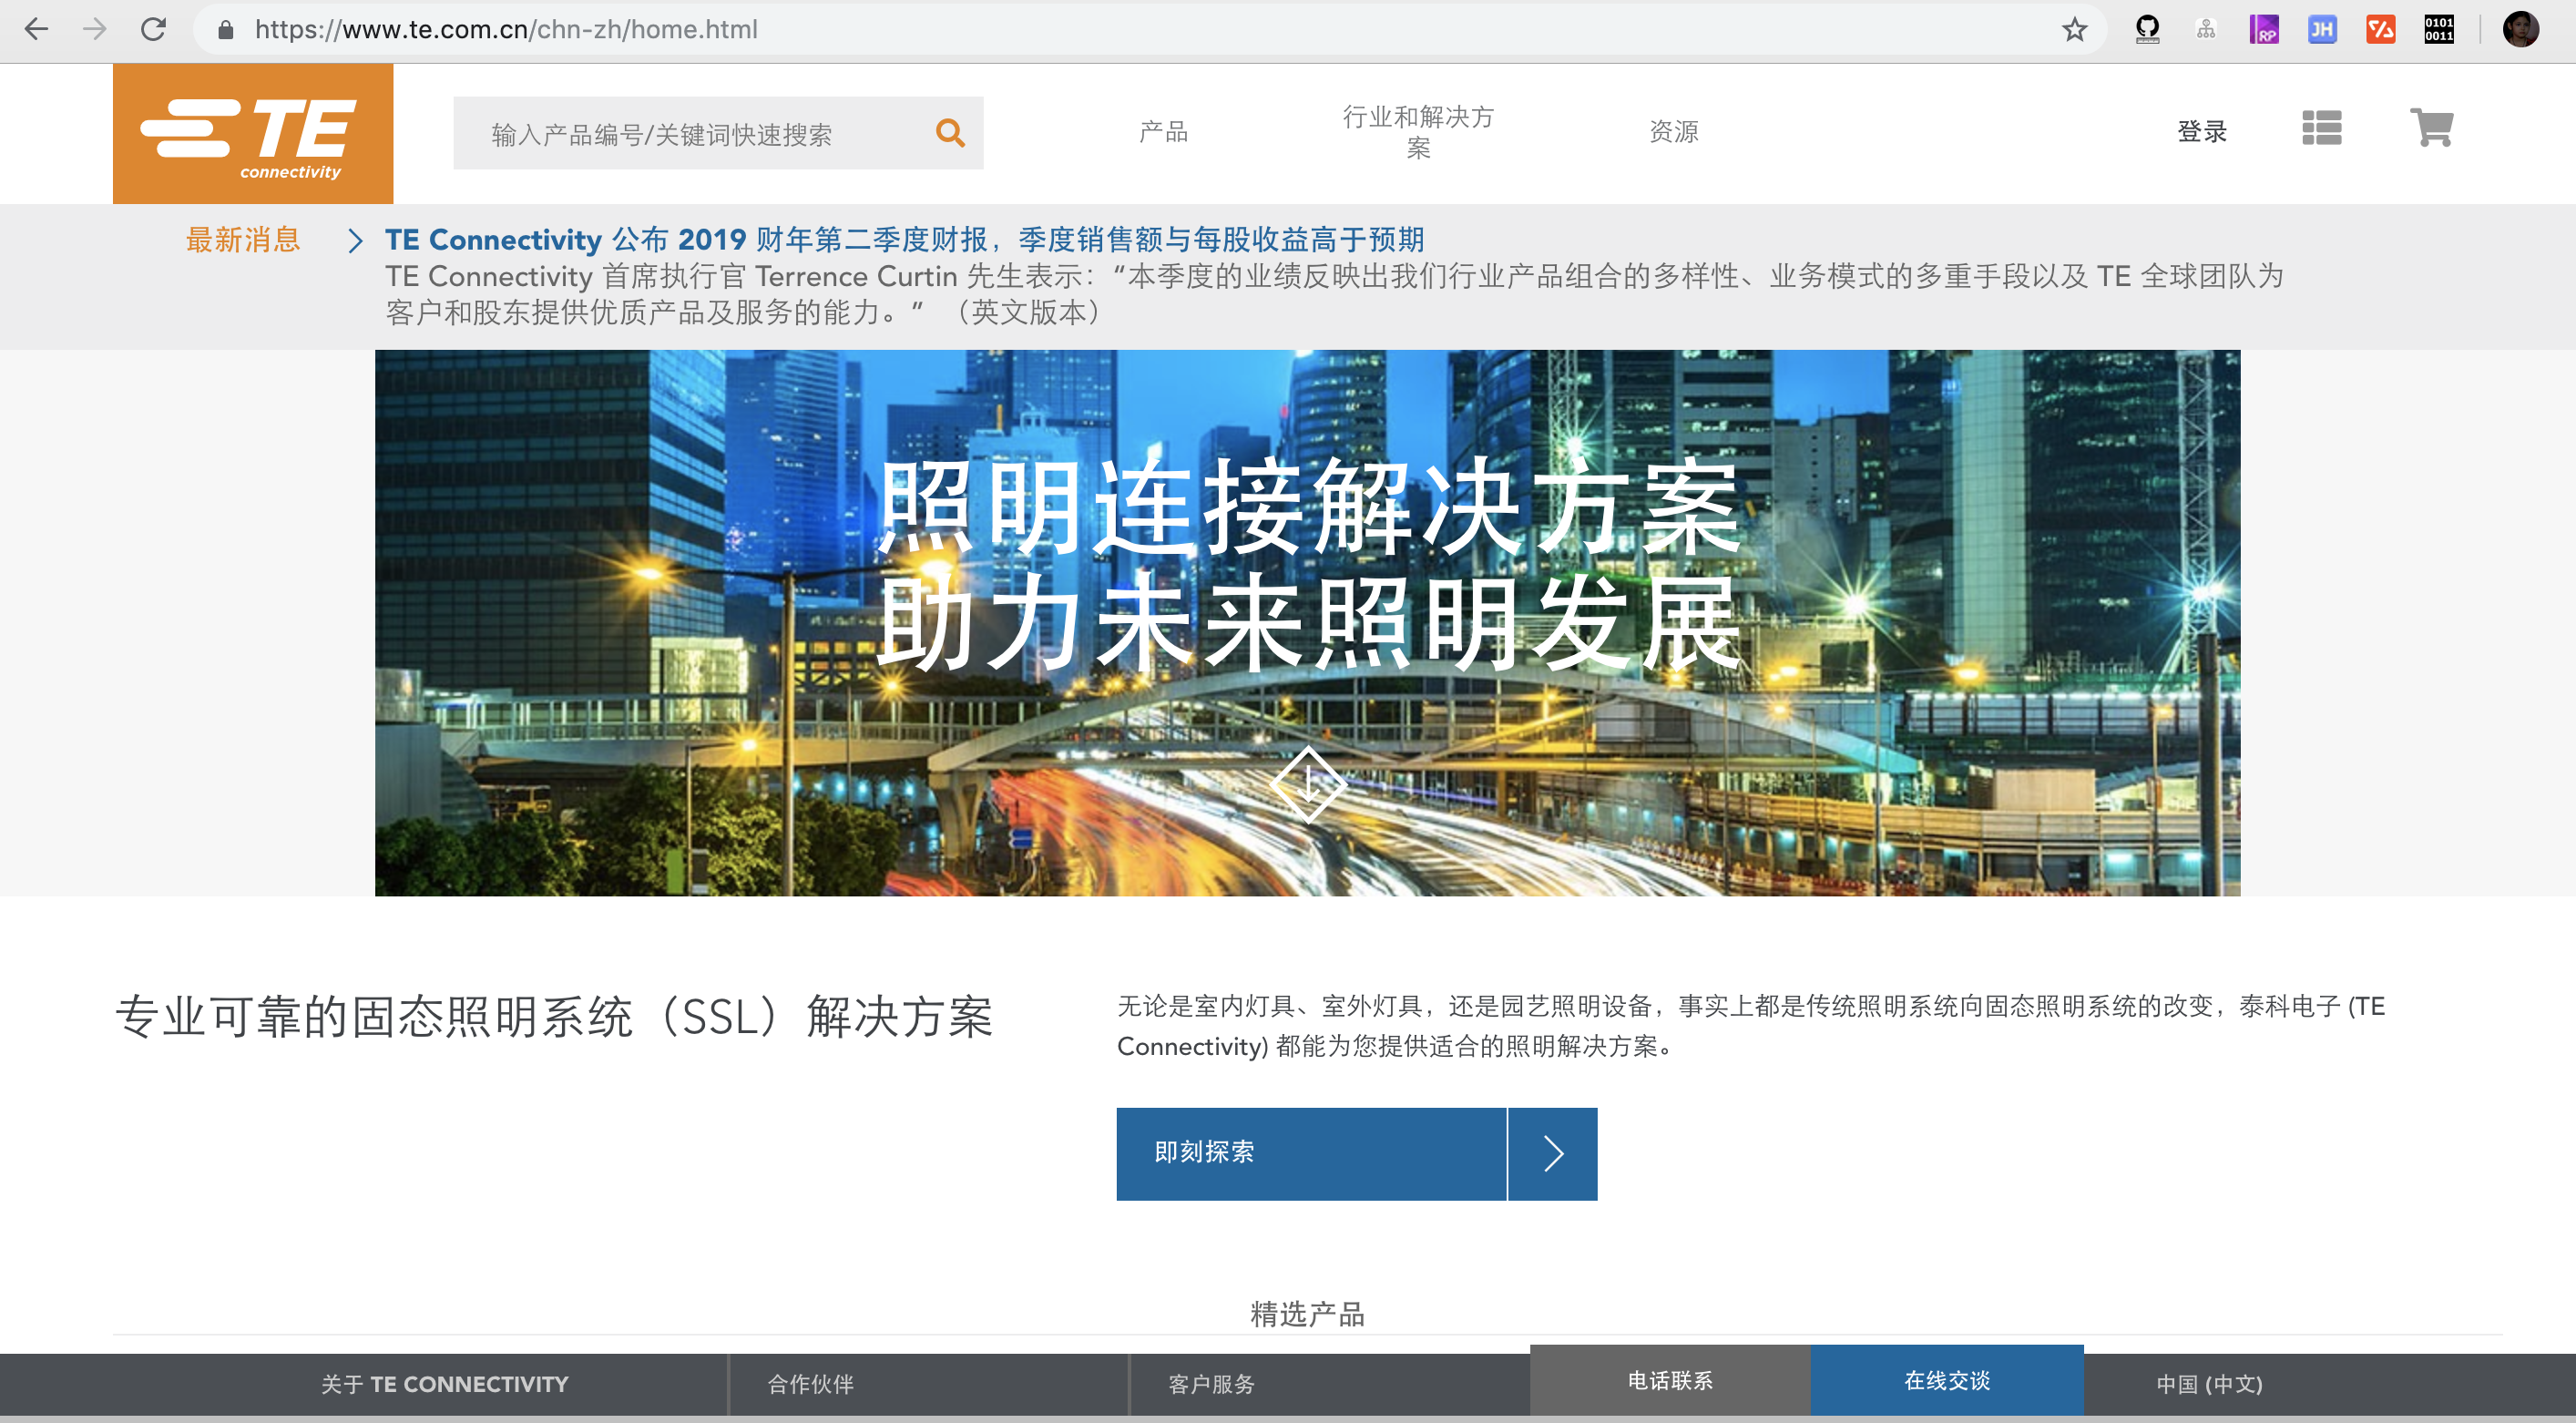 https://www.te.com.cn/chn-zh/home.html
RP
JH
0101
0011
TE
connectivity
输入产品编号/关键词快速搜索
产品
行业和解决方
案
资源
登录
最新消息
TE Connectivity 公布 2019 财年第二季度财报，季度销售额与每股收益高于预期
TE Connectivity 首席执行官 Terrence Curtin 先生表示：“本季度的业绩反映出我们行业产品组合的多样性、业务模式的多重手段以及 TE 全球团队为
客户和股东提供优质产品及服务的能力。” （英文版本）
照明连接解决方案
助力未来照明发展
专业可靠的固态照明系统（SSL）解决方案
无论是室内灯具、室外灯具，还是园艺照明设备，事实上都是传统照明系统向固态照明系统的改变，泰科电子 (TE
Connectivity) 都能为您提供适合的照明解决方案。
即刻探索
精选产品
关于 TE CONNECTIVITY
合作伙伴
客户服务
电话联系
在线交谈
中国 (中文)